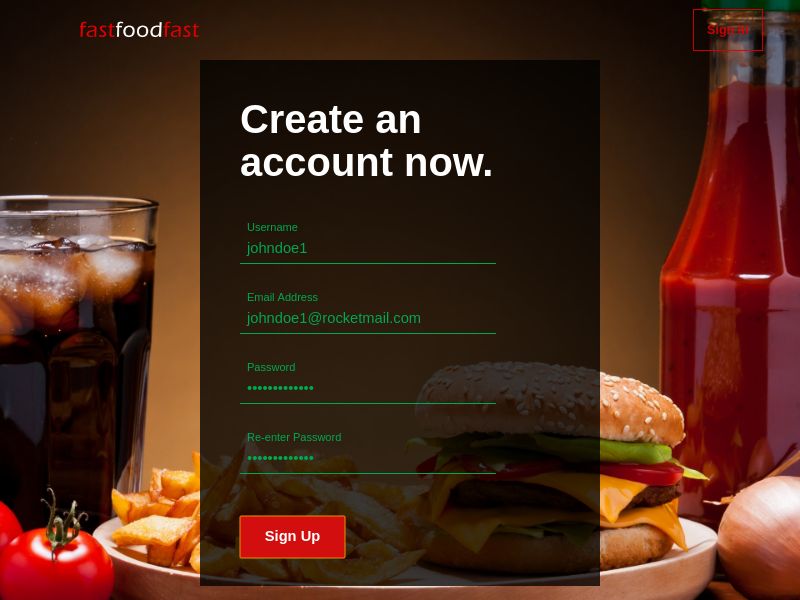 fastfoodfast
Sign In
Create an
account now.
Username
johndoe1
Email Address
johndoe1@rocketmail.com
Password
•••••••••••••
Re-enter Password
•••••••••••••
Sign Up